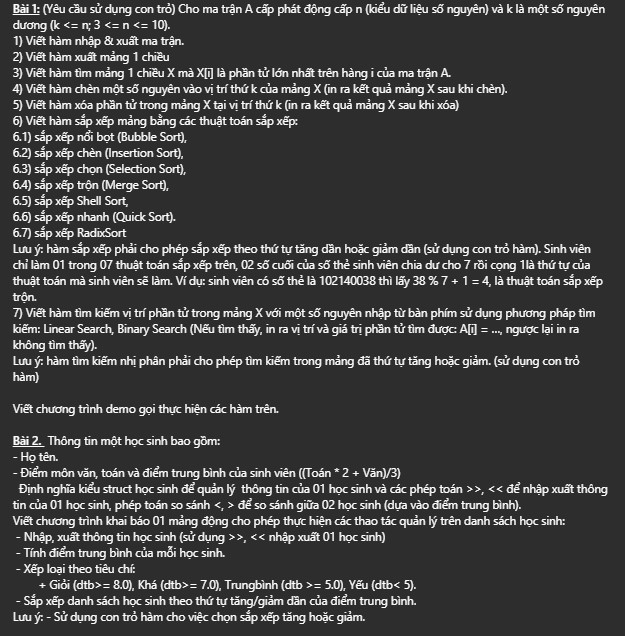 Bài 1: (Yêu cầu sử dụng con trỏ) Cho ma trận A cấp phát động cấp n (kiểu dữ liệu số nguyên) và k là một số nguyên
dương (k <= n; 3 <= n <= 10).
1) Viết hàm nhập & xuất ma trận.
2) Viết hàm xuất mảng 1 chiều
3) Viết hàm tìm mảng 1 chiều X mà X[i] là phần tử lớn nhất trên hàng i của ma trận A.
4) Viết hàm chèn một số nguyên vào vị trí thứ k của mảng X (in ra kết quả mảng X sau khi chèn).
5) Viết hàm xóa phần tử trong mảng X tại vị trí thứ k (in ra kết quả mảng X sau khi xóa)
6) Viết hàm sắp xếp mảng bằng các thuật toán sắp xếp:
6.1) sắp xếp nổi bọt (Bubble Sort),
6.2) sắp xếp chèn (Insertion Sort),
6.3) sắp xếp chọn (Selection Sort),
6.4) sắp xếp trộn (Merge Sort),
6.5) sắp xếp Shell Sort,
6.6) sắp xếp nhanh (Quick Sort).
6.7) sắp xếp RadixSort
Lưu ý: hàm sắp xếp phải cho phép sắp xếp theo thứ tự tăng dần hoặc giảm dần (sử dụng con trỏ hàm). Sinh viên
chỉ làm 01 trong 07 thuật toán sắp xếp trên, 02 số cuối của số thẻ sinh viên chia dư cho 7 rồi cọng 1là thứ tự của
thuật toán mà sinh viên sẽ làm. Ví dụ: sinh viên có số thẻ là 102140038 thì lấy 38 % 7 + 1 = 4, là thuật toán sắp xếp
trộn.
7) Viết hàm tìm kiếm vị trí phần tử trong mảng X với một số nguyên nhập từ bàn phím sử dụng phương pháp tìm
kiếm: Linear Search, Binary Search (Nếu tìm thấy, in ra vị trí và giá trị phần tử tìm được: A[i] = ..., ngược lại in ra
không tìm thấy).
Lưu ý: hàm tìm kiếm nhị phân phải cho phép tìm kiếm trong mảng đã thứ tự tăng hoặc giảm. (sử dụng con trỏ
hàm)
Viết chương trình demo gọi thực hiện các hàm trên.
Bài 2. Thông tin một học sinh bao gồm:
- Họ tên.
- Điểm môn văn, toán và điểm trung bình của sinh viên ((Toán * 2 + Văn)/3)
Định nghĩa kiểu struct học sinh để quản lý thông tin của 01 học sinh và các phép toán >>, << để nhập xuất thông
tin của 01 học sinh, phép toán so sánh <, > để so sánh giữa 02 học sinh (dựa vào điểm trung bình).
Viết chương trình khai báo 01 mảng động cho phép thực hiện các thao tác quản lý trên danh sách học sinh:
- Nhập, xuất thông tin học sinh (sử dụng >>, << nhập xuất 01 học sinh)
- Tính điểm trung bình của mỗi học sinh.
- Xếp loại theo tiêu chí:
+ Giỏi (dtb>= 8.0), Khá (dtb>= 7.0), Trungbình (dtb >= 5.0), Yếu (dtb< 5).
- Sắp xếp danh sách học sinh theo thứ tự tăng/giảm dần của điểm trung bình.
Lưu ý: - Sử dụng con trỏ hàm cho việc chọn sắp xếp tăng hoặc giảm.